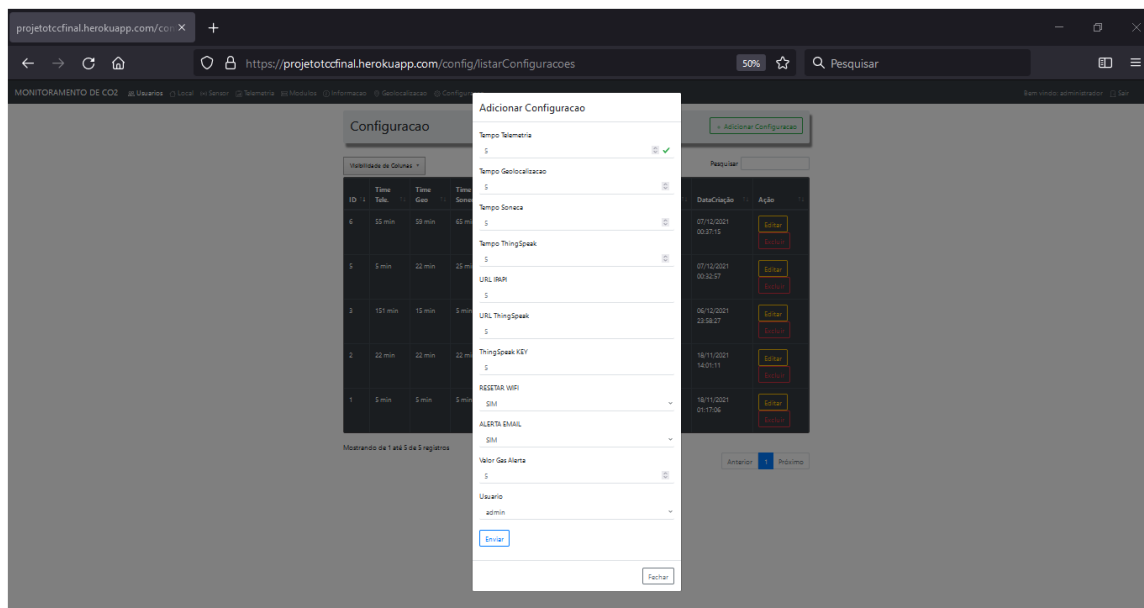 projetotccfinal.herokuapp.com/con
https://projetotccfinal.herokuapp.com/config/listarConfiguracoes
50%
Pesquisar
MONITORAMENTO DE CO2 Usuarios Local Sensor Telemetria Modulos Informacao Geolocalizacao
Bem vindo: administrador Sair
Configuracao
+ Adicionar Configuracao
Visibilidade de Colunas
Pesquisar
ID Time Tele. Time Geo Time DataCriação Ação
6 55 min 59 min 07/12/2021 00:37:15 Editar Excluir
5 5 min 22 min 07/12/2021 00:32:57 Editar Excluir
3 151 min 15 min 06/12/2021 23:58:27 Editar Excluir
2 22 min 22 min 18/11/2021 14:01:11 Editar Excluir
1 5 min 5 min 18/11/2021 01:17:06 Editar Excluir
Mostrando de 1 até 5 de 5 registros
Anterior 1 Próximo
Adicionar Configuracao
Tempo Telemetria
5
Tempo Geolocalisacao
5
Tempo Soneca
5
Tempo ThingSpeak
5
URL IPAPI
5
URL ThingSpeak
5
ThingSpeak KEY
5
RESETAR WIFI
SIM
ALERTA EMAIL
SIM
Valor Gas Alerta
5
Usuario
admin
Enviar
Fechar